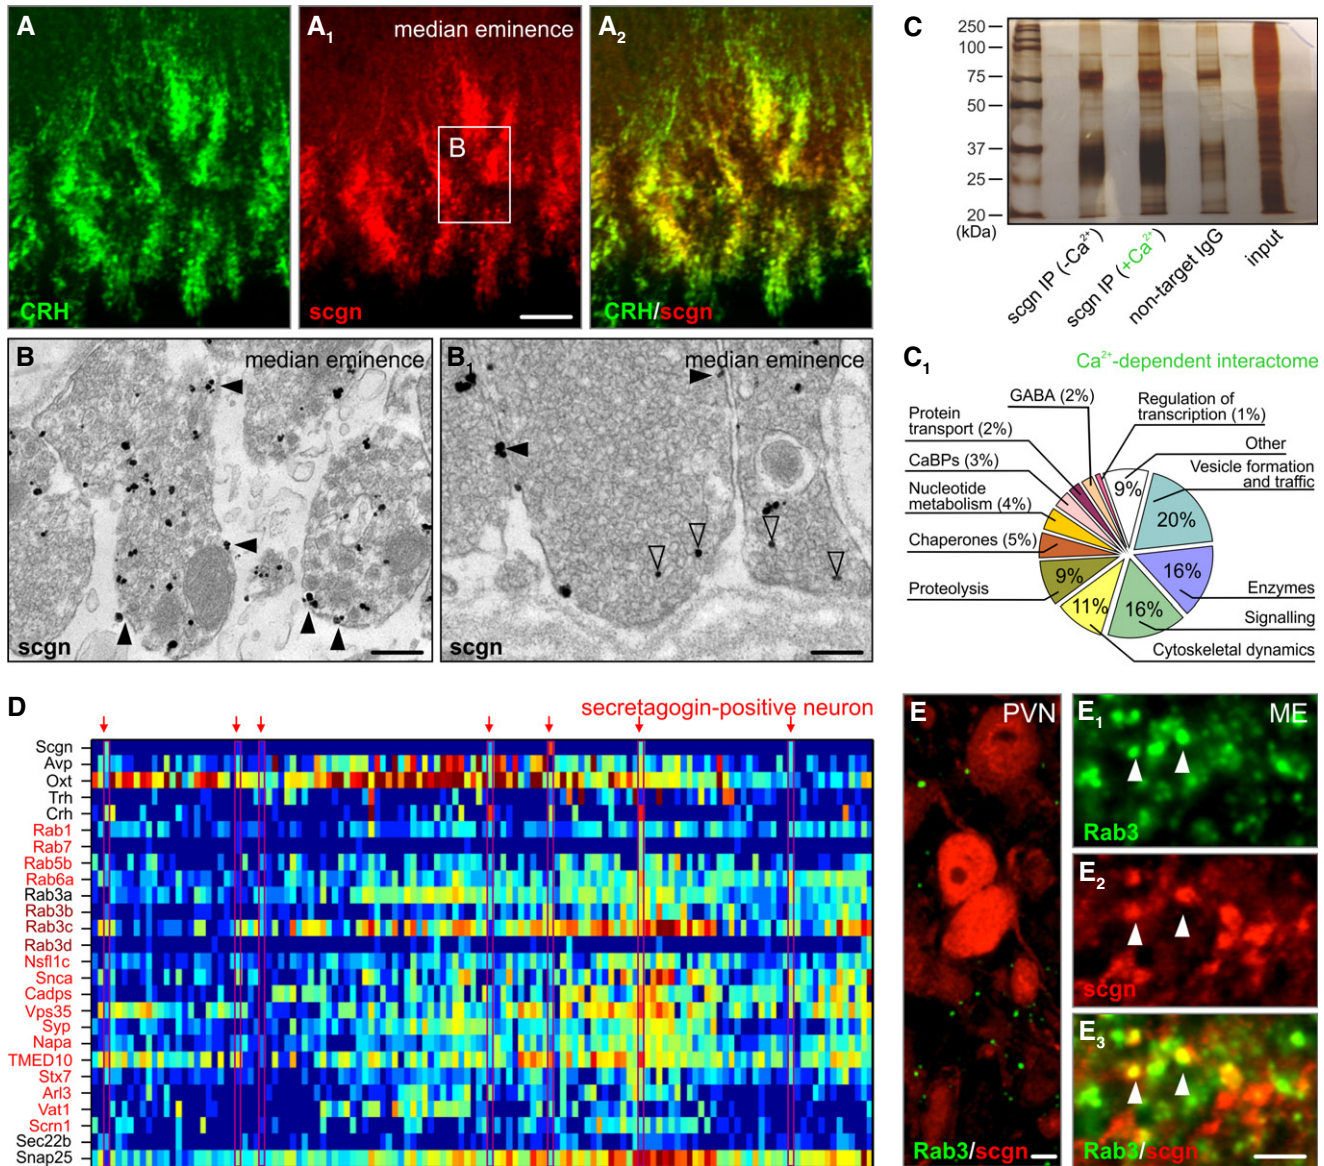 A
CRH
A1
median eminence
B
scgn
A2
CRH/scgn
B
median eminence
scgn
B1
median eminence
scgn
C
250
100
75
50
37
25
20
(kDa)
scgn IP (-Ca2+)
scgn IP (+Ca2+)
non-target IgG
input
C1
Ca2+-dependent interactome
GABA (2%)
Regulation of
transcription (1%)
Protein
transport (2%)
Other
CaBPs (3%)
Vesicle formation
and traffic
Nucleotide
metabolism (4%)
Chaperones (5%)
Proteolysis
Enzymes
Signalling
Cytoskeletal dynamics
9%
20%
16%
16%
11%
9%
D
secretagogin-positive neuron
Scgn
Avp
Oxt
Trh
Crh
Rab1
Rab7
Rab5b
Rab6a
Rab3a
Rab3b
Rab3c
Rab3d
Nsfl1c
Snca
Cadps
Vps35
Syp
Napa
TMED10
Stx7
Arl3
Vat1
Scrn1
Sec22b
Snap25
E
PVN
Rab3/scgn
E1
ME
Rab3
E2
scgn
E3
Rab3/scgn